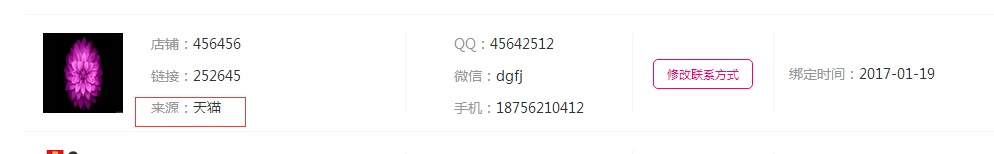 店铺：456456
链接：252645
来源：天猫
QQ：45642512
微信：dgfj
手机：18756210412
修改联系方式
绑定时间：2017-01-19